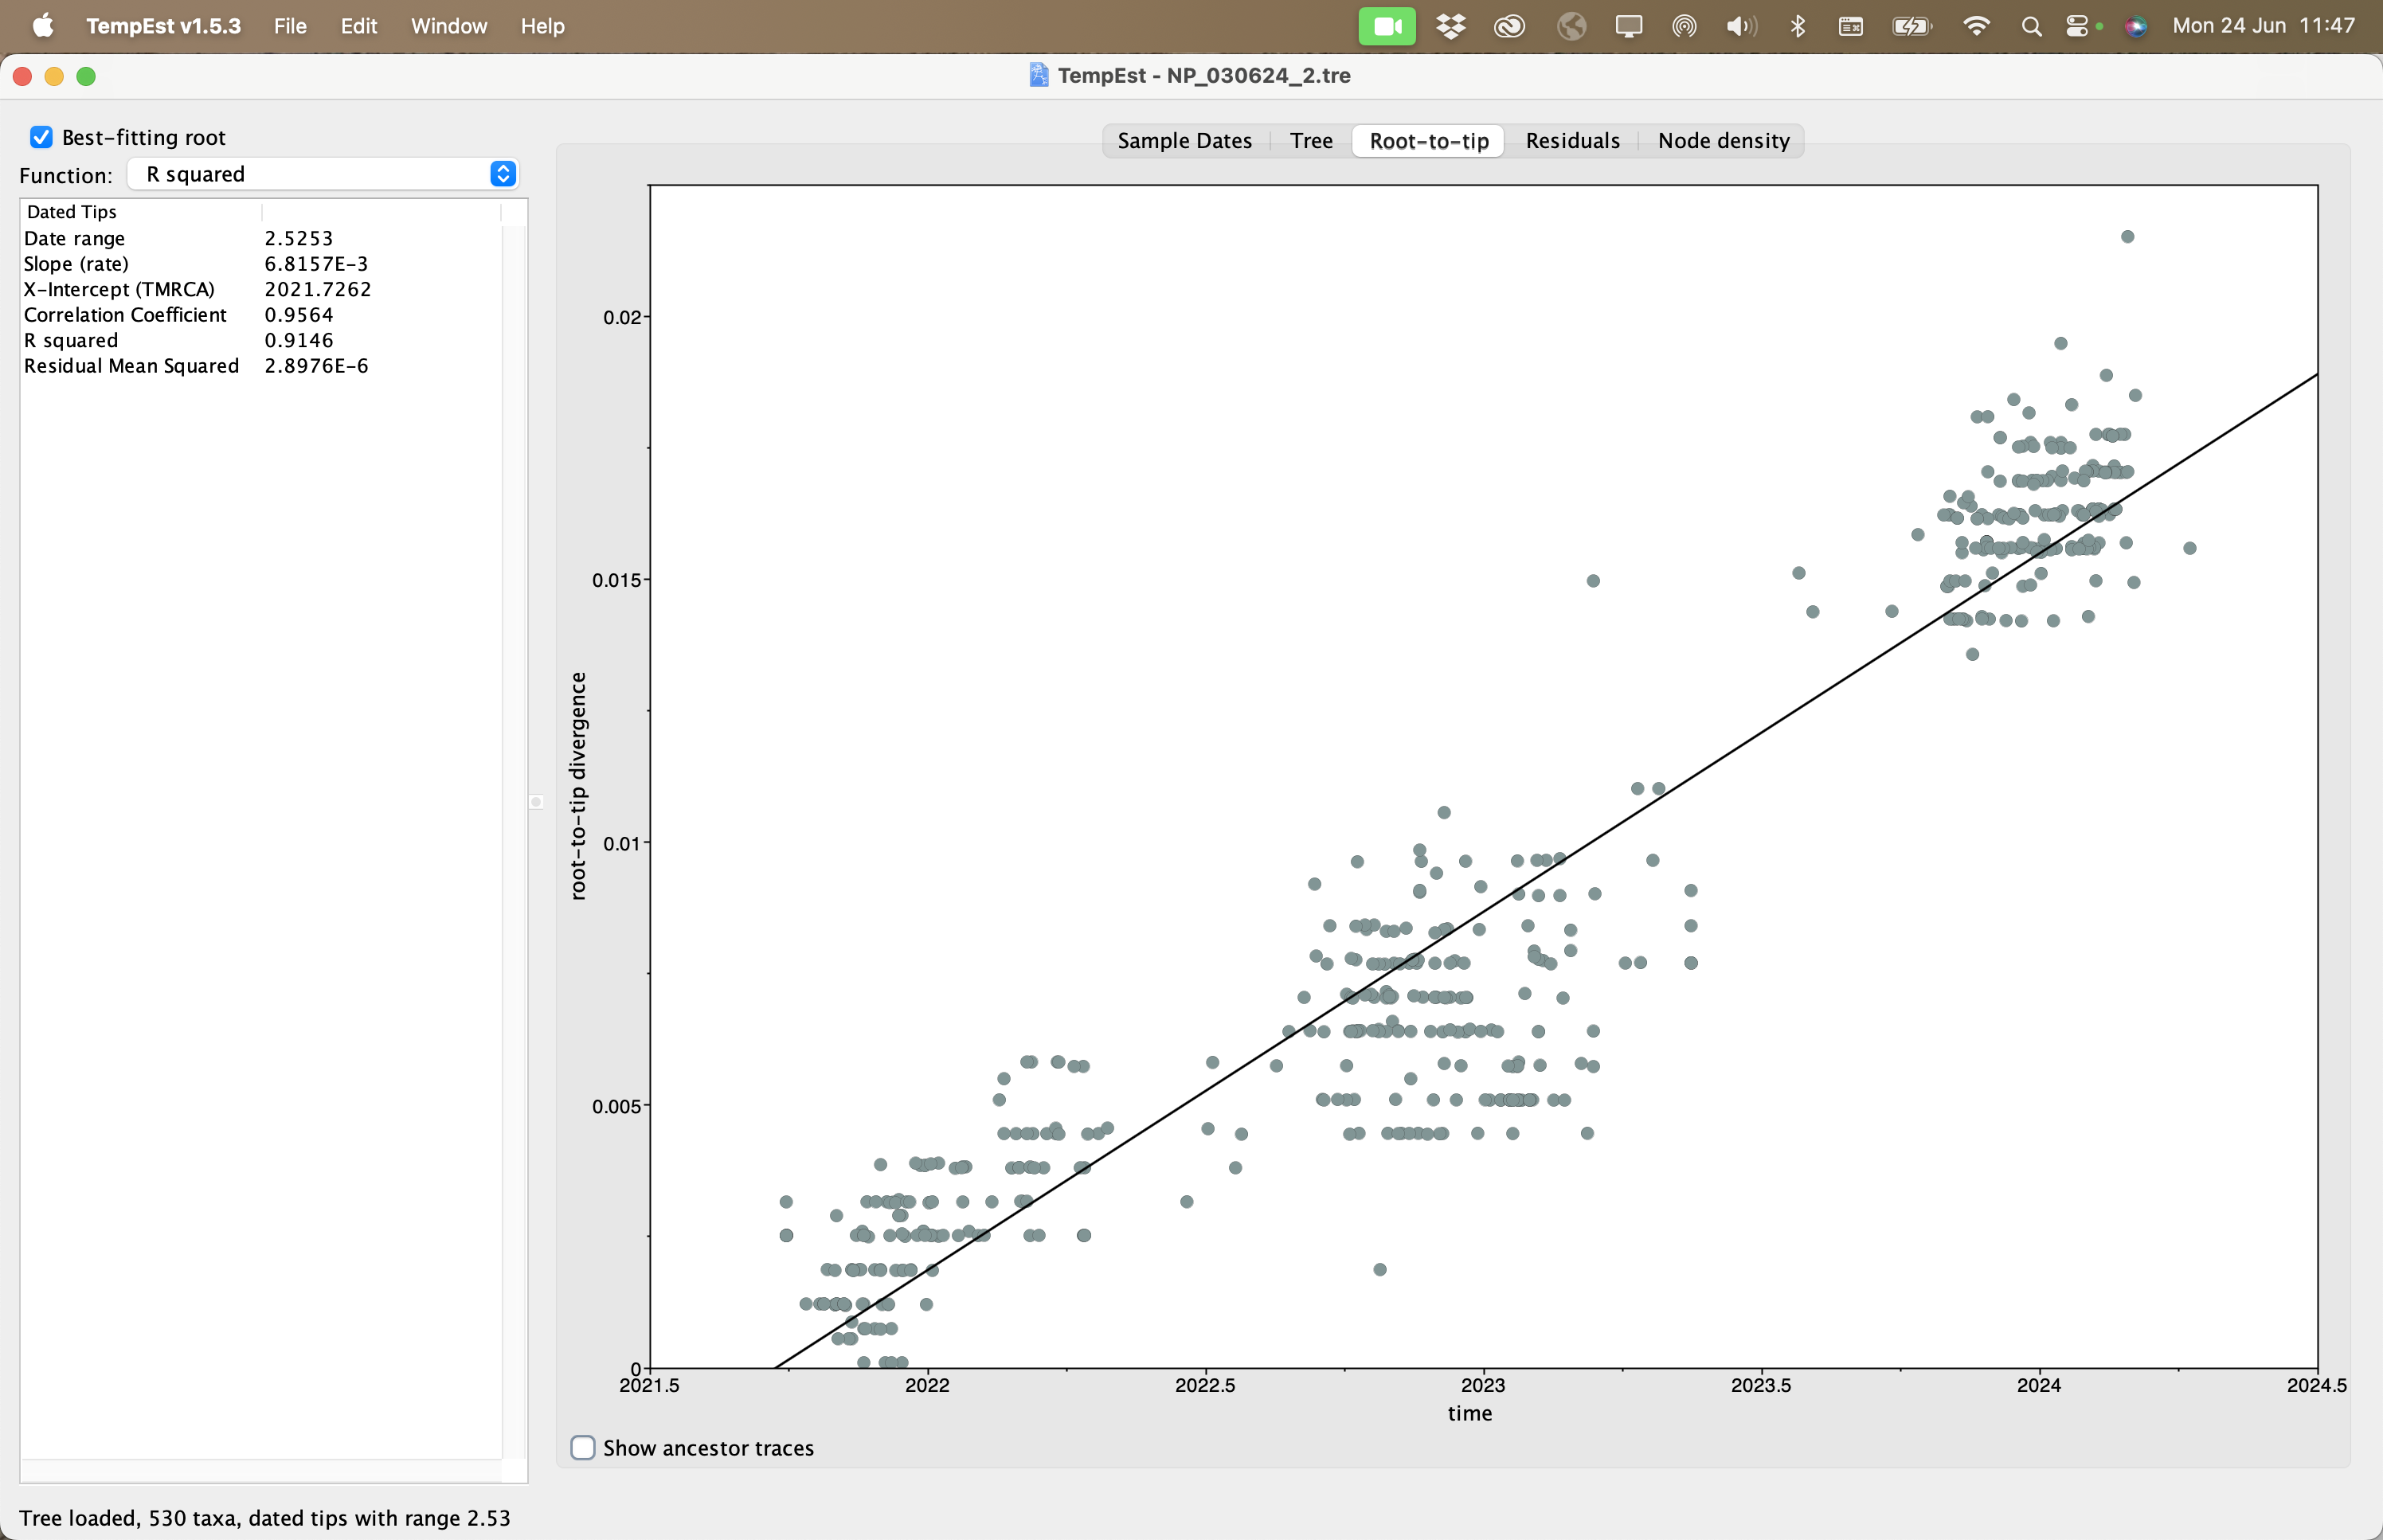 TempEst v1.5.3 File Edit Window Help Mon 24 Jun 11:47
TempEst - NP_030624_2.tre
Best-fitting root
Function: R squared
Dated Tips
Date range 2.5253
Slope (rate) 6.8157E-3
X-Intercept (TMRCA) 2021.7262
Correlation Coefficient 0.9564
R squared 0.9146
Residual Mean Squared 2.8976E-6
Sample Dates Tree Root-to-tip Residuals Node density
0.02
0.015
0.01
0.005
0
root-to-tip divergence
2021.5 2022 2022.5 2023 2023.5 2024 2024.5
time
Show ancestor traces
Tree loaded, 530 taxa, dated tips with range 2.53